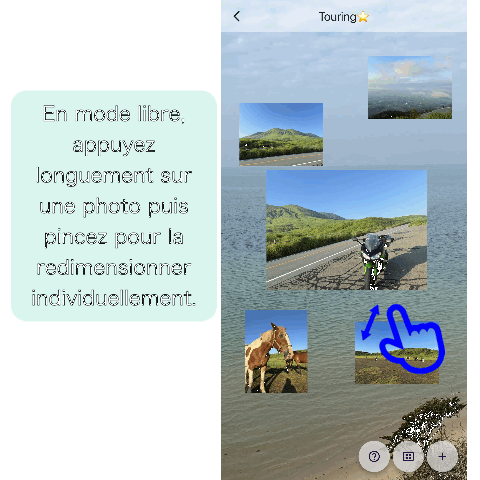 En mode libre,
appuyez
longuement sur
une photo puis
pincez pour la
redimensionner
individuellement.
Touring⭐